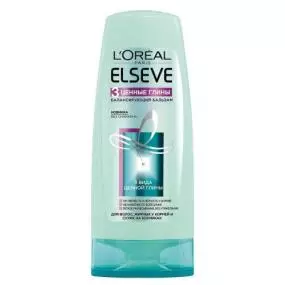 L'ORÉAL
PARIS
ELSEVE
3 ЦЕННЫЕ ГЛИНЫ
БАЛАНСИРУЮЩИЙ БАЛЬЗАМ
НОВИНКА
3 ВИДА
ЦЕННОЙ ГЛИНЫ
ДЛЯ ВОЛОС, ЖИРНЫХ У КОРНЕЙ И
СУХИХ НА КОНЧИКАХ